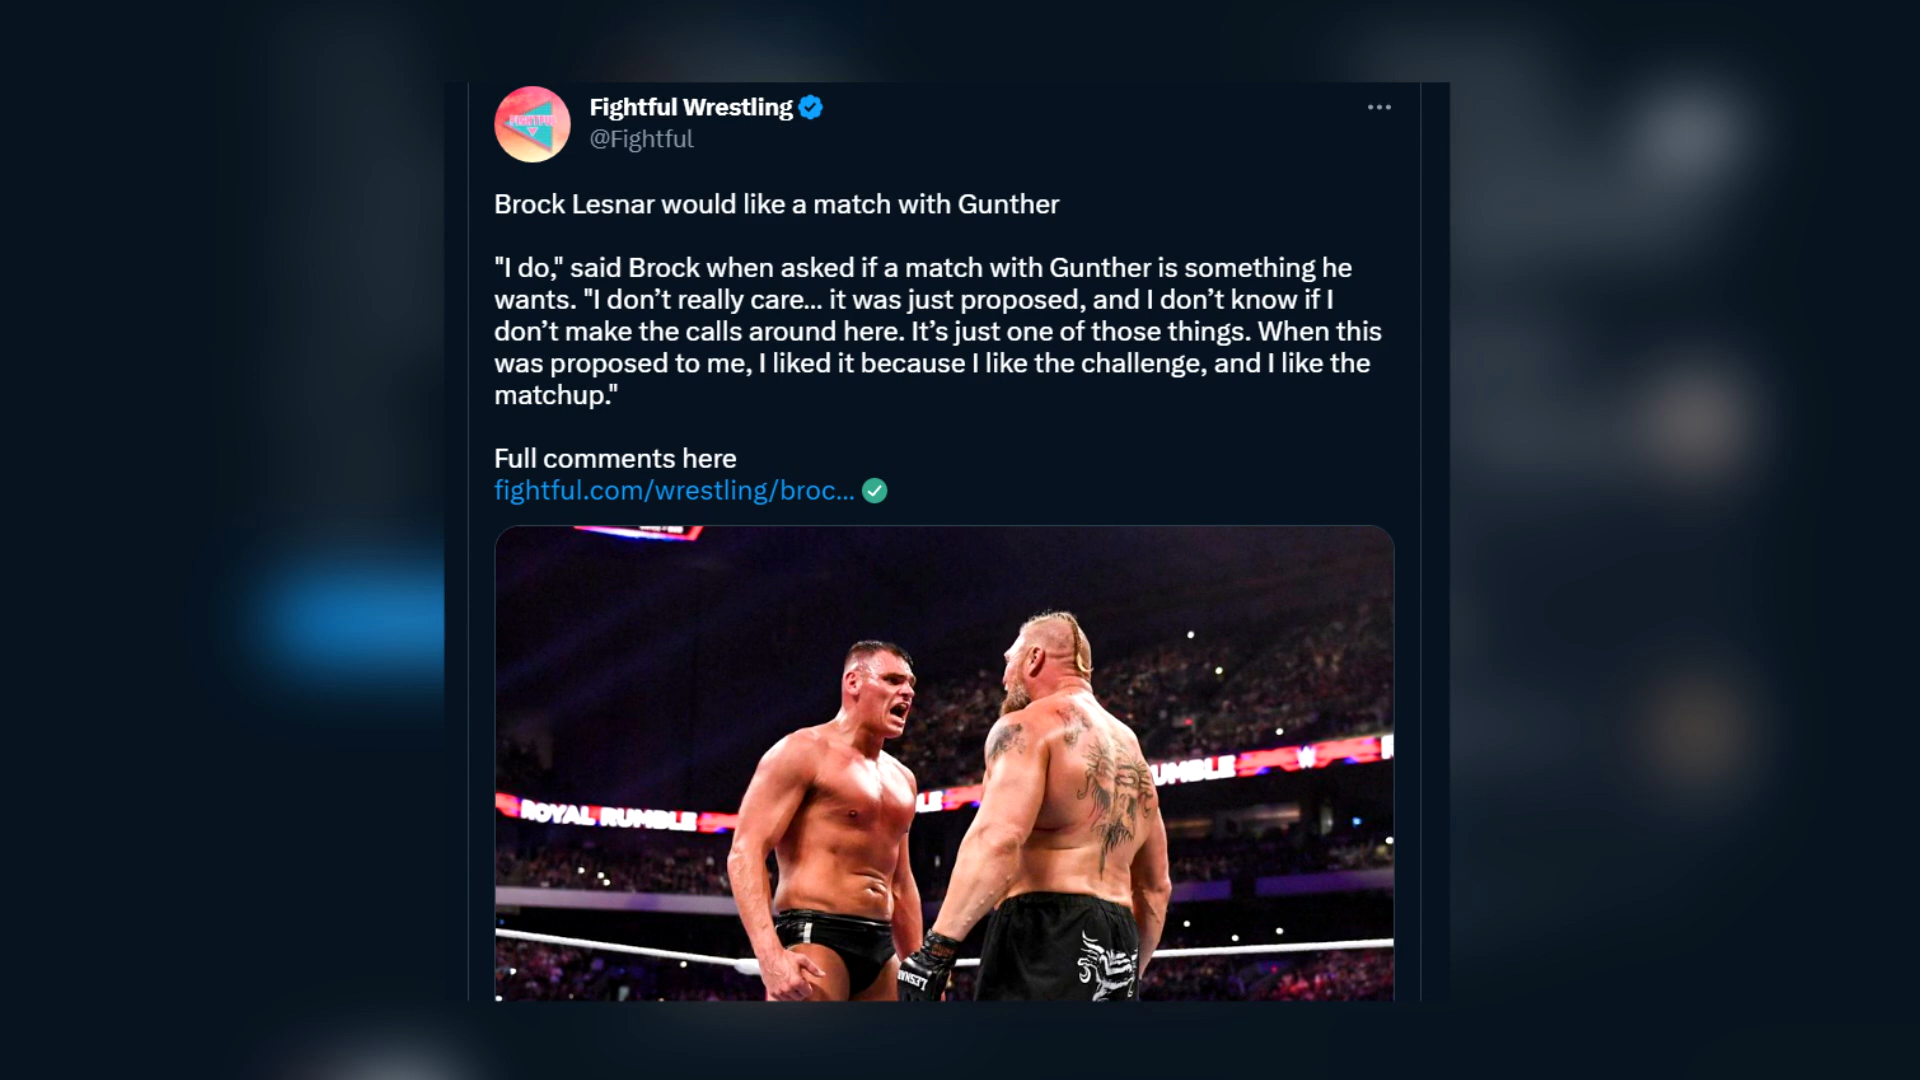 FIGHTFUL
Fightful Wrestling
@Fightful
Brock Lesnar would like a match with Gunther
"I do," said Brock when asked if a match with Gunther is something he
wants. "I don’t really care... it was just proposed, and I don’t know if I
don’t make the calls around here. It’s just one of those things. When this
was proposed to me, I liked it because I like the challenge, and I like the
matchup."
Full comments here
fightful.com/wrestling/broc...
ROYAL RUMBLE
LE
UMBLE
LESNAR